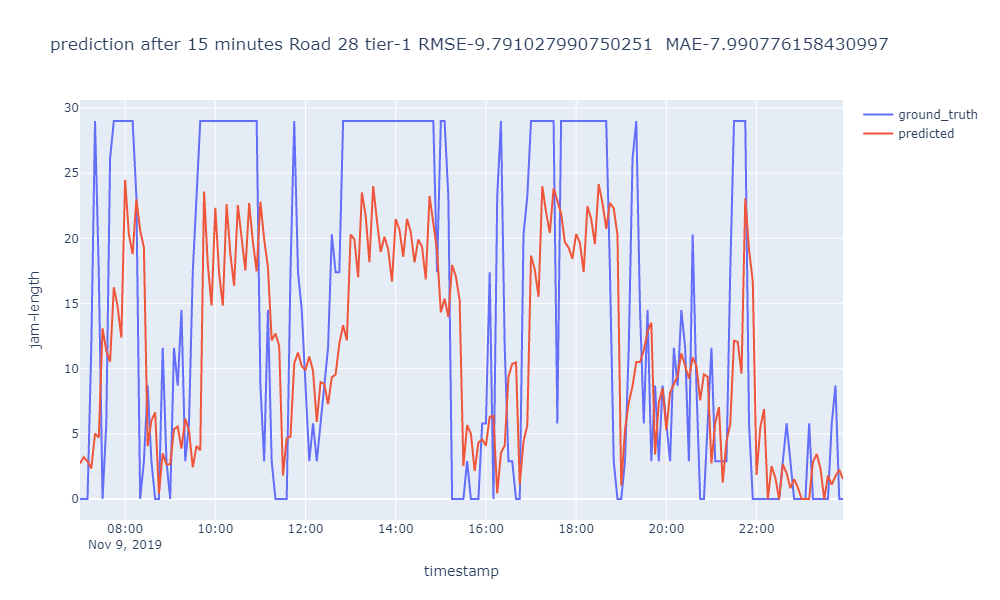 prediction after 15 minutes Road 28 tier-1 RMSE-9.791027990750251  MAE-7.990776158430997
ground_truth
predicted
30
25
20
15
10
5
0
jam-length
08:00 10:00 12:00 14:00 16:00 18:00 20:00 22:00
Nov 9, 2019
timestamp